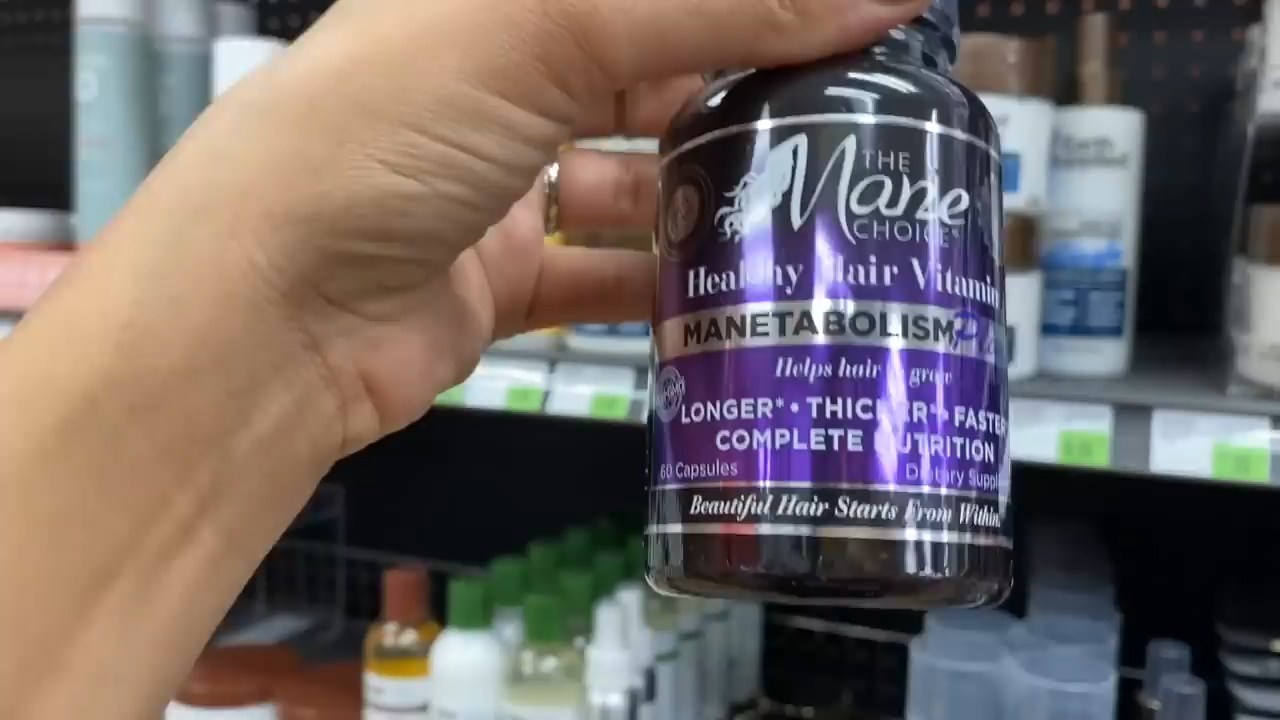 THE
Mane
CHOICE
Healthy Hair Vitamin
MANETABOLISM Plus
Helps hair grow
LONGER* • THICKER* • FASTER
COMPLETE NUTRITION
60 Capsules
Dietary Suppl
Beautiful Hair Starts From Within.